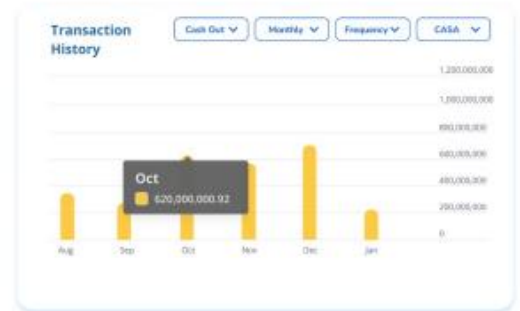 Transaction History
Cash Out
Monthly
Frequency
CASA
1,200,000,000
1,000,000,000
800,000,000
600,000,000
400,000,000
200,000,000
0
Oct
620,000,000.92
Aug
Sep
Oct
Nov
Dec
Jan